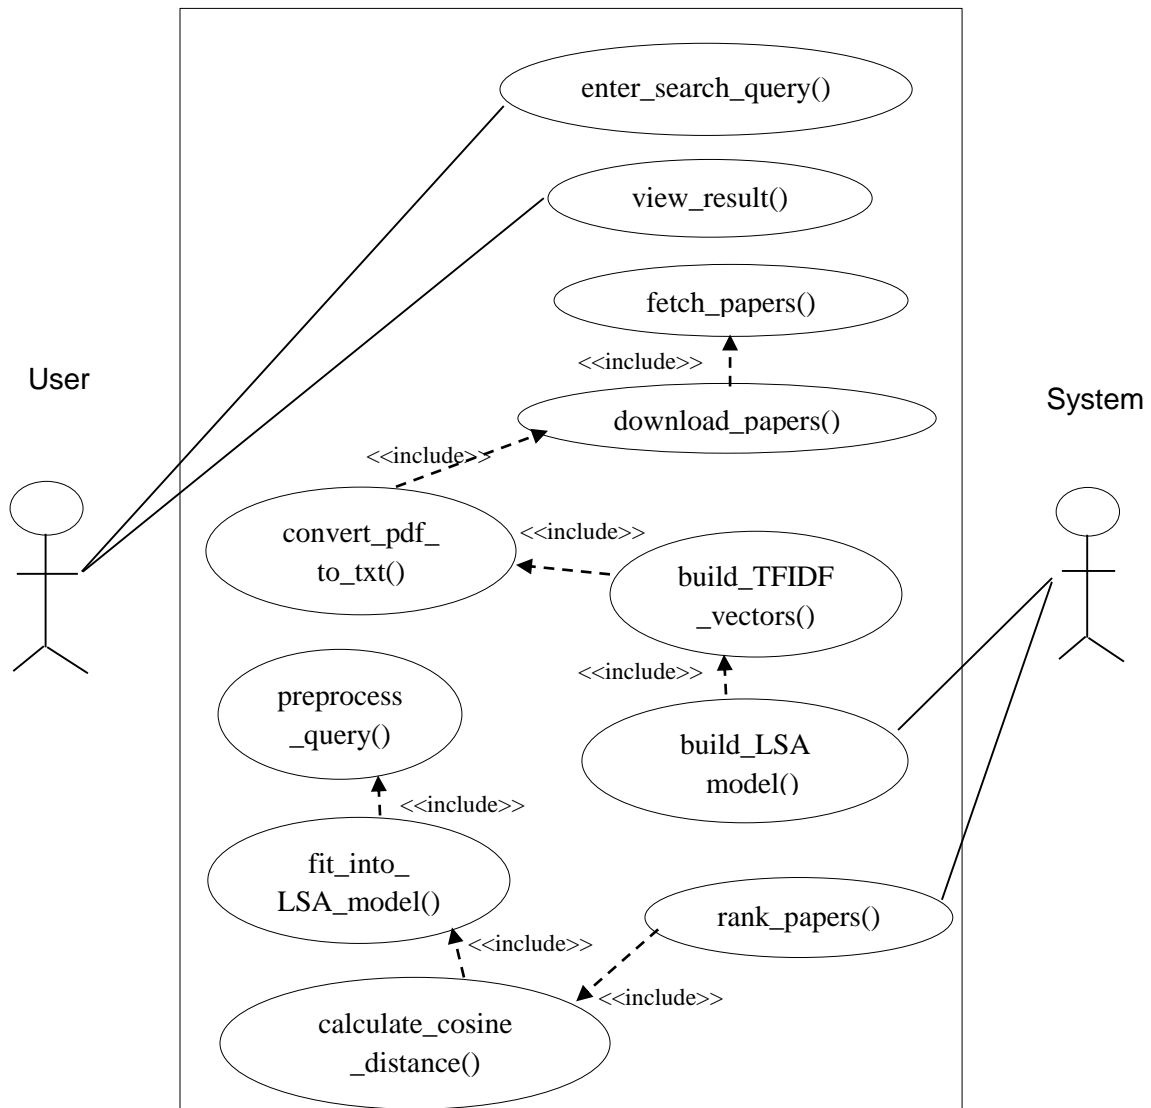 enter_search_query()
view_result()
fetch_papers()
<<include>>
User
System
download_papers()
<<include>>
convert_pdf_
to_txt()
<<include>>
build_TFIDF
_vectors()
<<include>>
preprocess
_query()
build_LSA
model()
<<include>>
fit_into_
LSA_model()
rank_papers()
<<include>>
<<include>>
calculate_cosine
_distance()